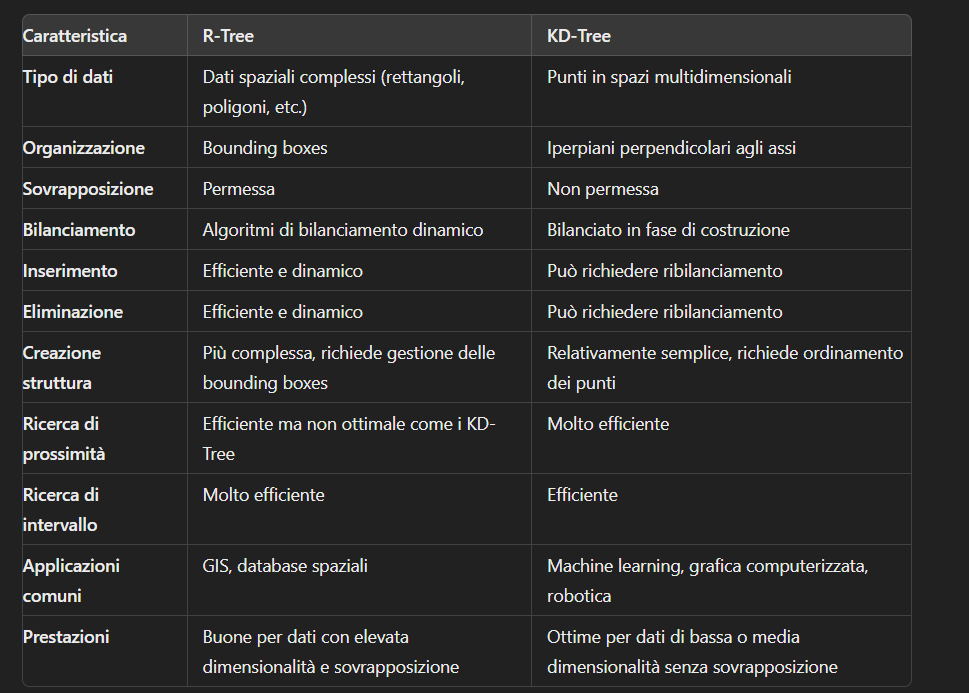 Caratteristica R-Tree KD-Tree
Tipo di dati Dati spaziali complessi (rettangoli, Punti in spazi multidimensionali
poligoni, etc.)
Organizzazione Bounding boxes Iperpiani perpendicolari agli assi
Sovrapposizione Permessa Non permessa
Bilanciamento Algoritmi di bilanciamento dinamico Bilanciato in fase di costruzione
Inserimento Efficiente e dinamico Può richiedere ribilanciamento
Eliminazione Efficiente e dinamico Può richiedere ribilanciamento
Creazione Più complessa, richiede gestione delle Relativamente semplice, richiede ordinamento
struttura bounding boxes dei punti
Ricerca di Efficiente ma non ottimale come i KD- Molto efficiente
prossimità Tree
Ricerca di Molto efficiente Efficiente
intervallo
Applicazioni GIS, database spaziali Machine learning, grafica computerizzata,
comuni robotica
Prestazioni Buone per dati con elevata Ottime per dati di bassa o media
dimensionalità e sovrapposizione dimensionalità senza sovrapposizione